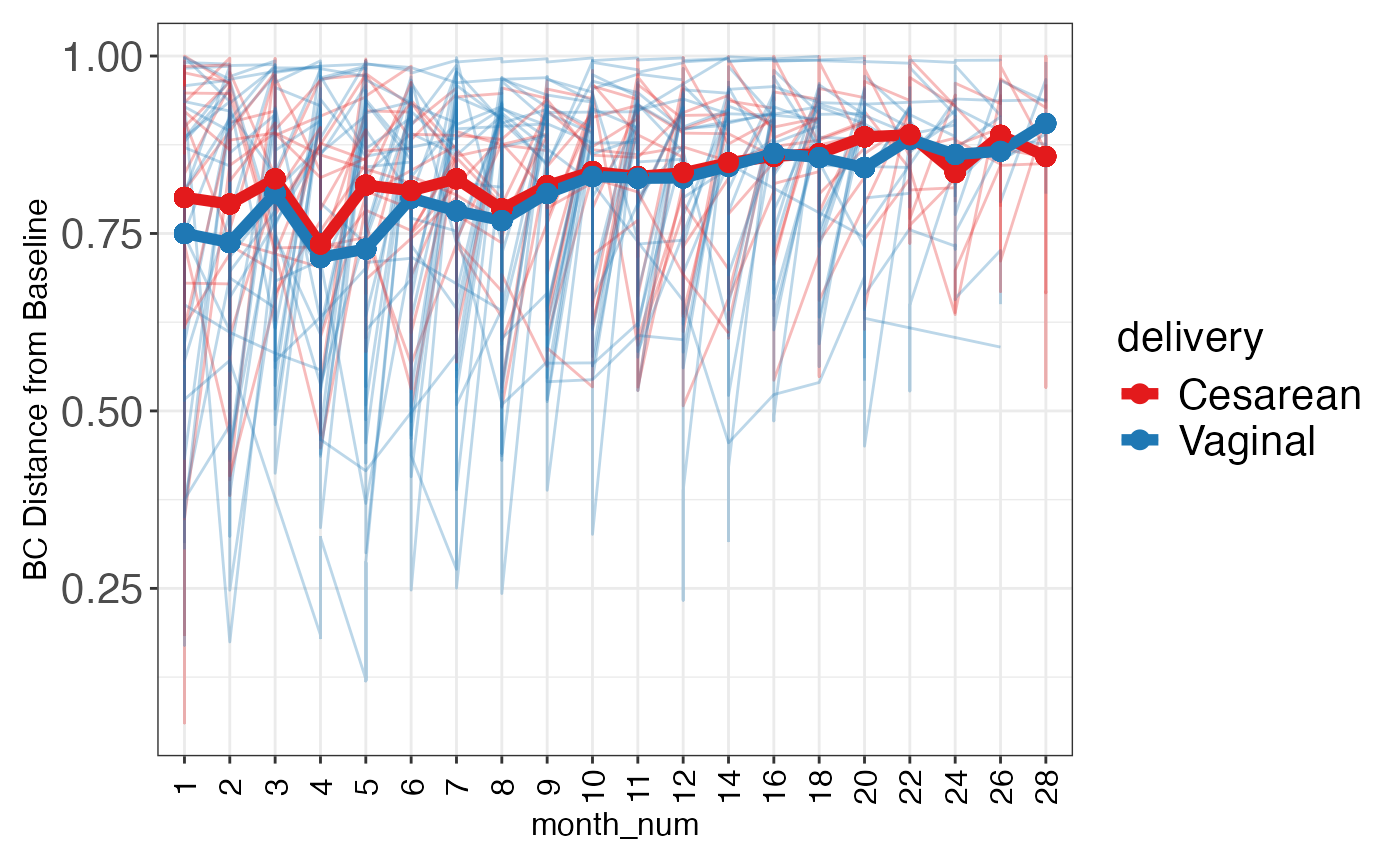 BC Distance from Baseline
1.00
0.75
0.50
0.25
1 2 3 4 5 6 7 8 9 10 11 12 14 16 18 20 22 24 26 28
month_num
delivery
Cesarean
Vaginal